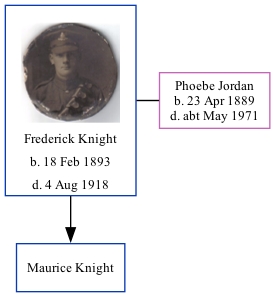 Frederick Knight
b. 18 Feb 1893
d. 4 Aug 1918
Phoebe Jordan
b. 23 Apr 1889
d. abt May 1971
Maurice Knight